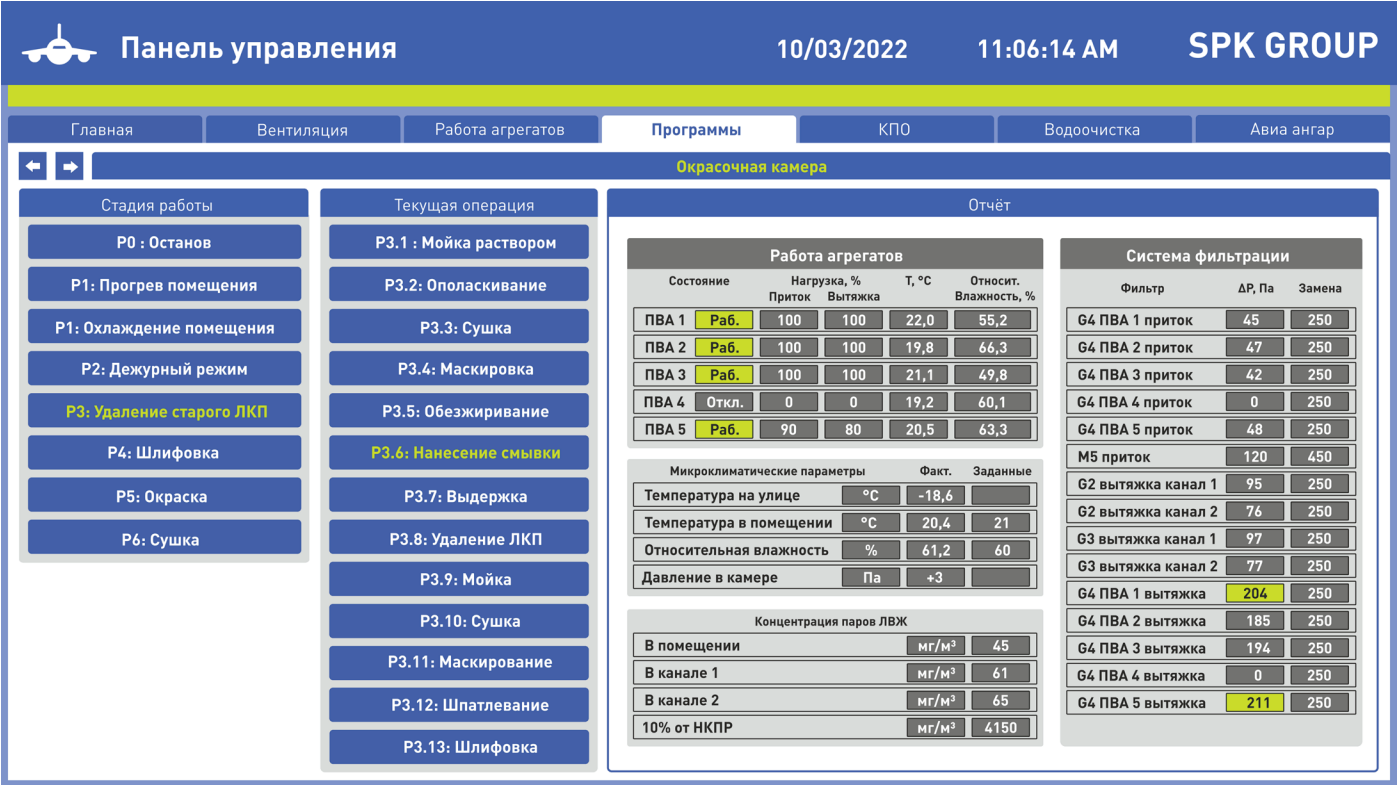 Панель управления
10/03/2022
11:06:14 AM
SPK GROUP
Главная Вентиляция Работа агрегатов Программы КПО Водоочистка Авиа ангар
Окрасочная камера
Стадия работы
P0 : Останов
P1: Прогрев помещения
P1: Охлаждение помещения
P2: Дежурный режим
P3: Удаление старого ЛКП
P4: Шлифовка
P5: Окраска
P6: Сушка
Текущая операция
P3.1 : Мойка раствором
P3.2: Ополаскивание
P3.3: Сушка
P3.4: Маскировка
P3.5: Обезжиривание
P3.6: Нанесение смывки
P3.7: Выдержка
P3.8: Удаление ЛКП
P3.9: Мойка
P3.10: Сушка
P3.11: Маскирование
P3.12: Шпатлевание
P3.13: Шлифовка
Отчёт
Работа агрегатов
Состояние Нагрузка, % T, °C Относит.
Приток Вытяжка Влажность, %
ПВА 1 Раб. 100 100 22,0 55,2
ПВА 2 Раб. 100 100 19,8 66,3
ПВА 3 Раб. 100 100 21,1 49,8
ПВА 4 Откл. 0 0 19,2 60,1
ПВА 5 Раб. 90 80 20,5 63,3
Микроклиматические параметры Факт. Заданные
Температура на улице °C -18,6
Температура в помещении °C 20,4 21
Относительная влажность % 61,2 60
Давление в камере Па +3
Концентрация паров ЛВЖ
В помещении мг/м³ 45
В канале 1 мг/м³ 61
В канале 2 мг/м³ 65
10% от НКПР мг/м³ 4150
Система фильтрации
Фильтр ΔP, Па Замена
G4 ПВА 1 приток 45 250
G4 ПВА 2 приток 47 250
G4 ПВА 3 приток 42 250
G4 ПВА 4 приток 0 250
G4 ПВА 5 приток 48 250
M5 приток 120 450
G2 вытяжка канал 1 95 250
G2 вытяжка канал 2 76 250
G3 вытяжка канал 1 97 250
G3 вытяжка канал 2 77 250
G4 ПВА 1 вытяжка 204 250
G4 ПВА 2 вытяжка 185 250
G4 ПВА 3 вытяжка 194 250
G4 ПВА 4 вытяжка 0 250
G4 ПВА 5 вытяжка 211 250